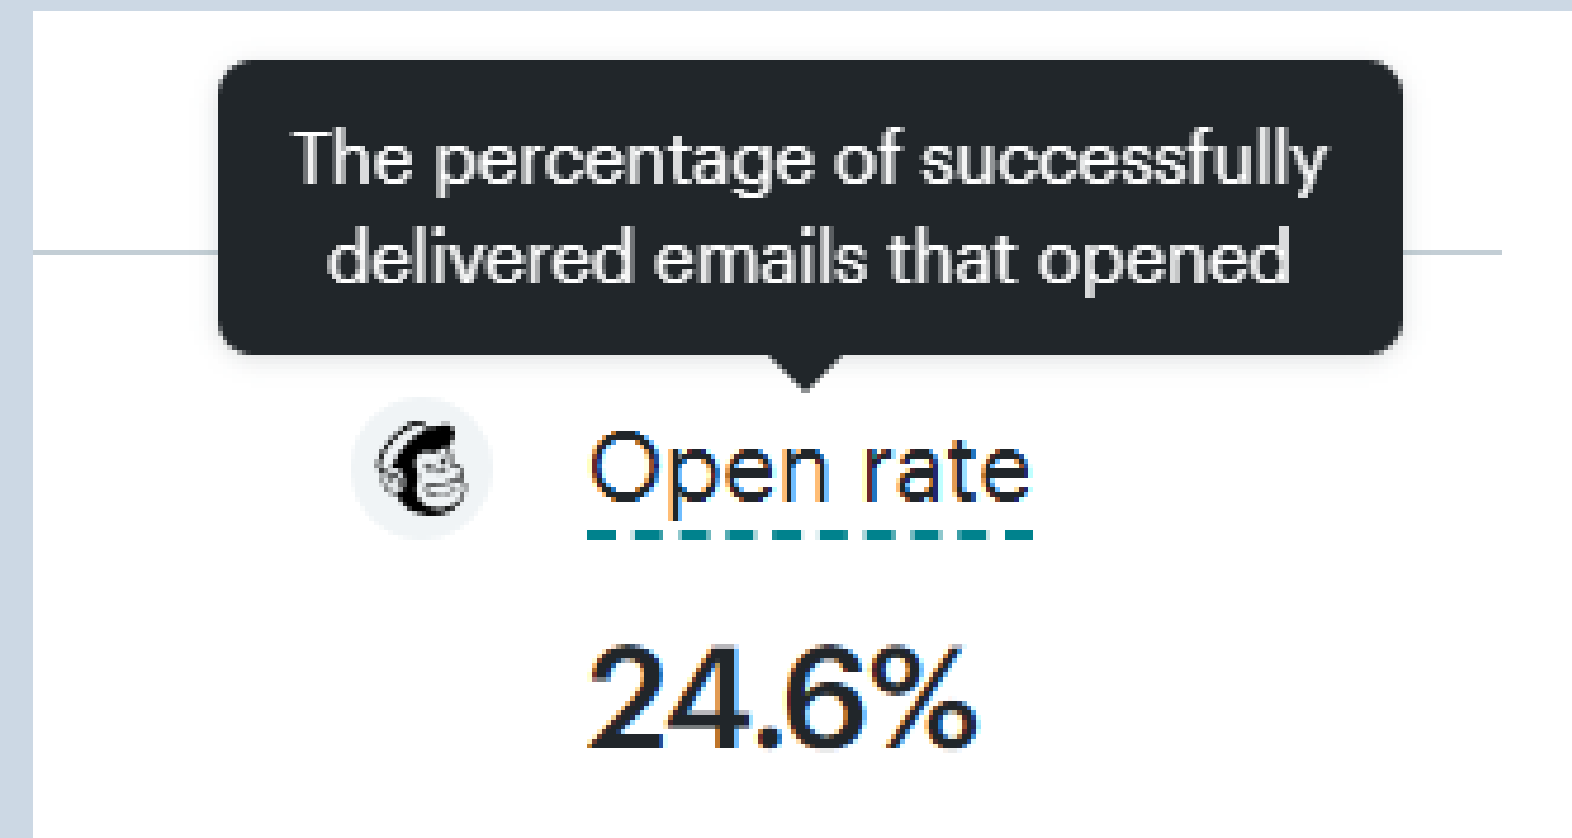 The percentage of successfully
delivered emails that opened
Open rate
24.6%